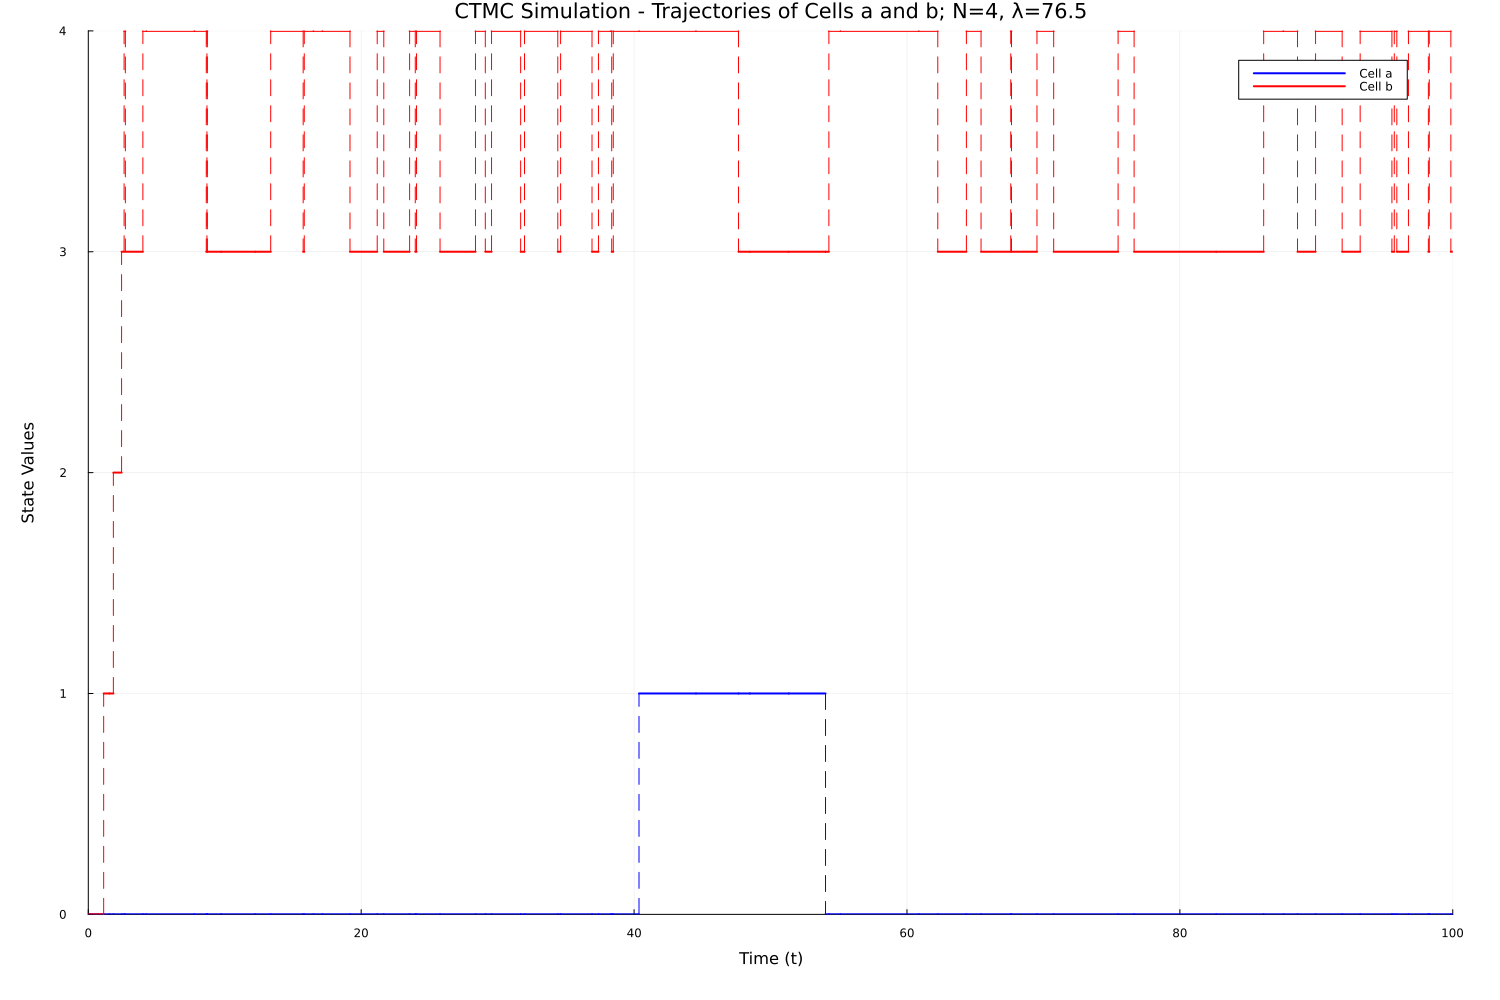 CTMC Simulation - Trajectories of Cells a and b; N=4, λ=76.5
4
Cell a
Cell b
3
State Values
2
1
0
0 20 40 60 80 100
Time (t)